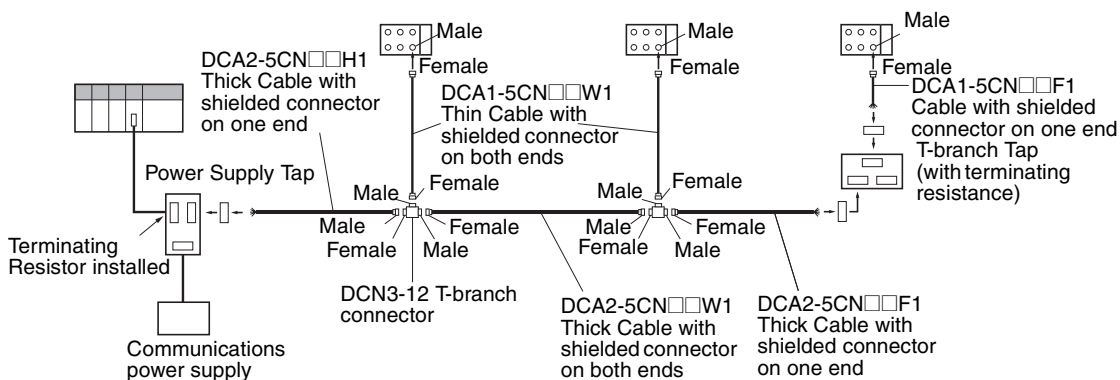 Male
Male
Male
DCA2-5CN□□H1
Thick Cable with
shielded connector
on one end
Female
Female
Female
DCA1-5CN□□W1
Thin Cable with
shielded connector
on both ends
DCA1-5CN□□F1
Cable with shielded
connector on one end
T-branch Tap
(with terminating
resistance)
Power Supply Tap
Male
Female
Male
Female
Male
Female
Male
Female
Male
Female
Male
Female
Terminating
Resistor installed
DCN3-12 T-branch
connector
DCA2-5CN□□W1
Thick Cable with
shielded connector
on both ends
DCA2-5CN□□F1
Thick Cable with
shielded connector
on one end
Communications
power supply